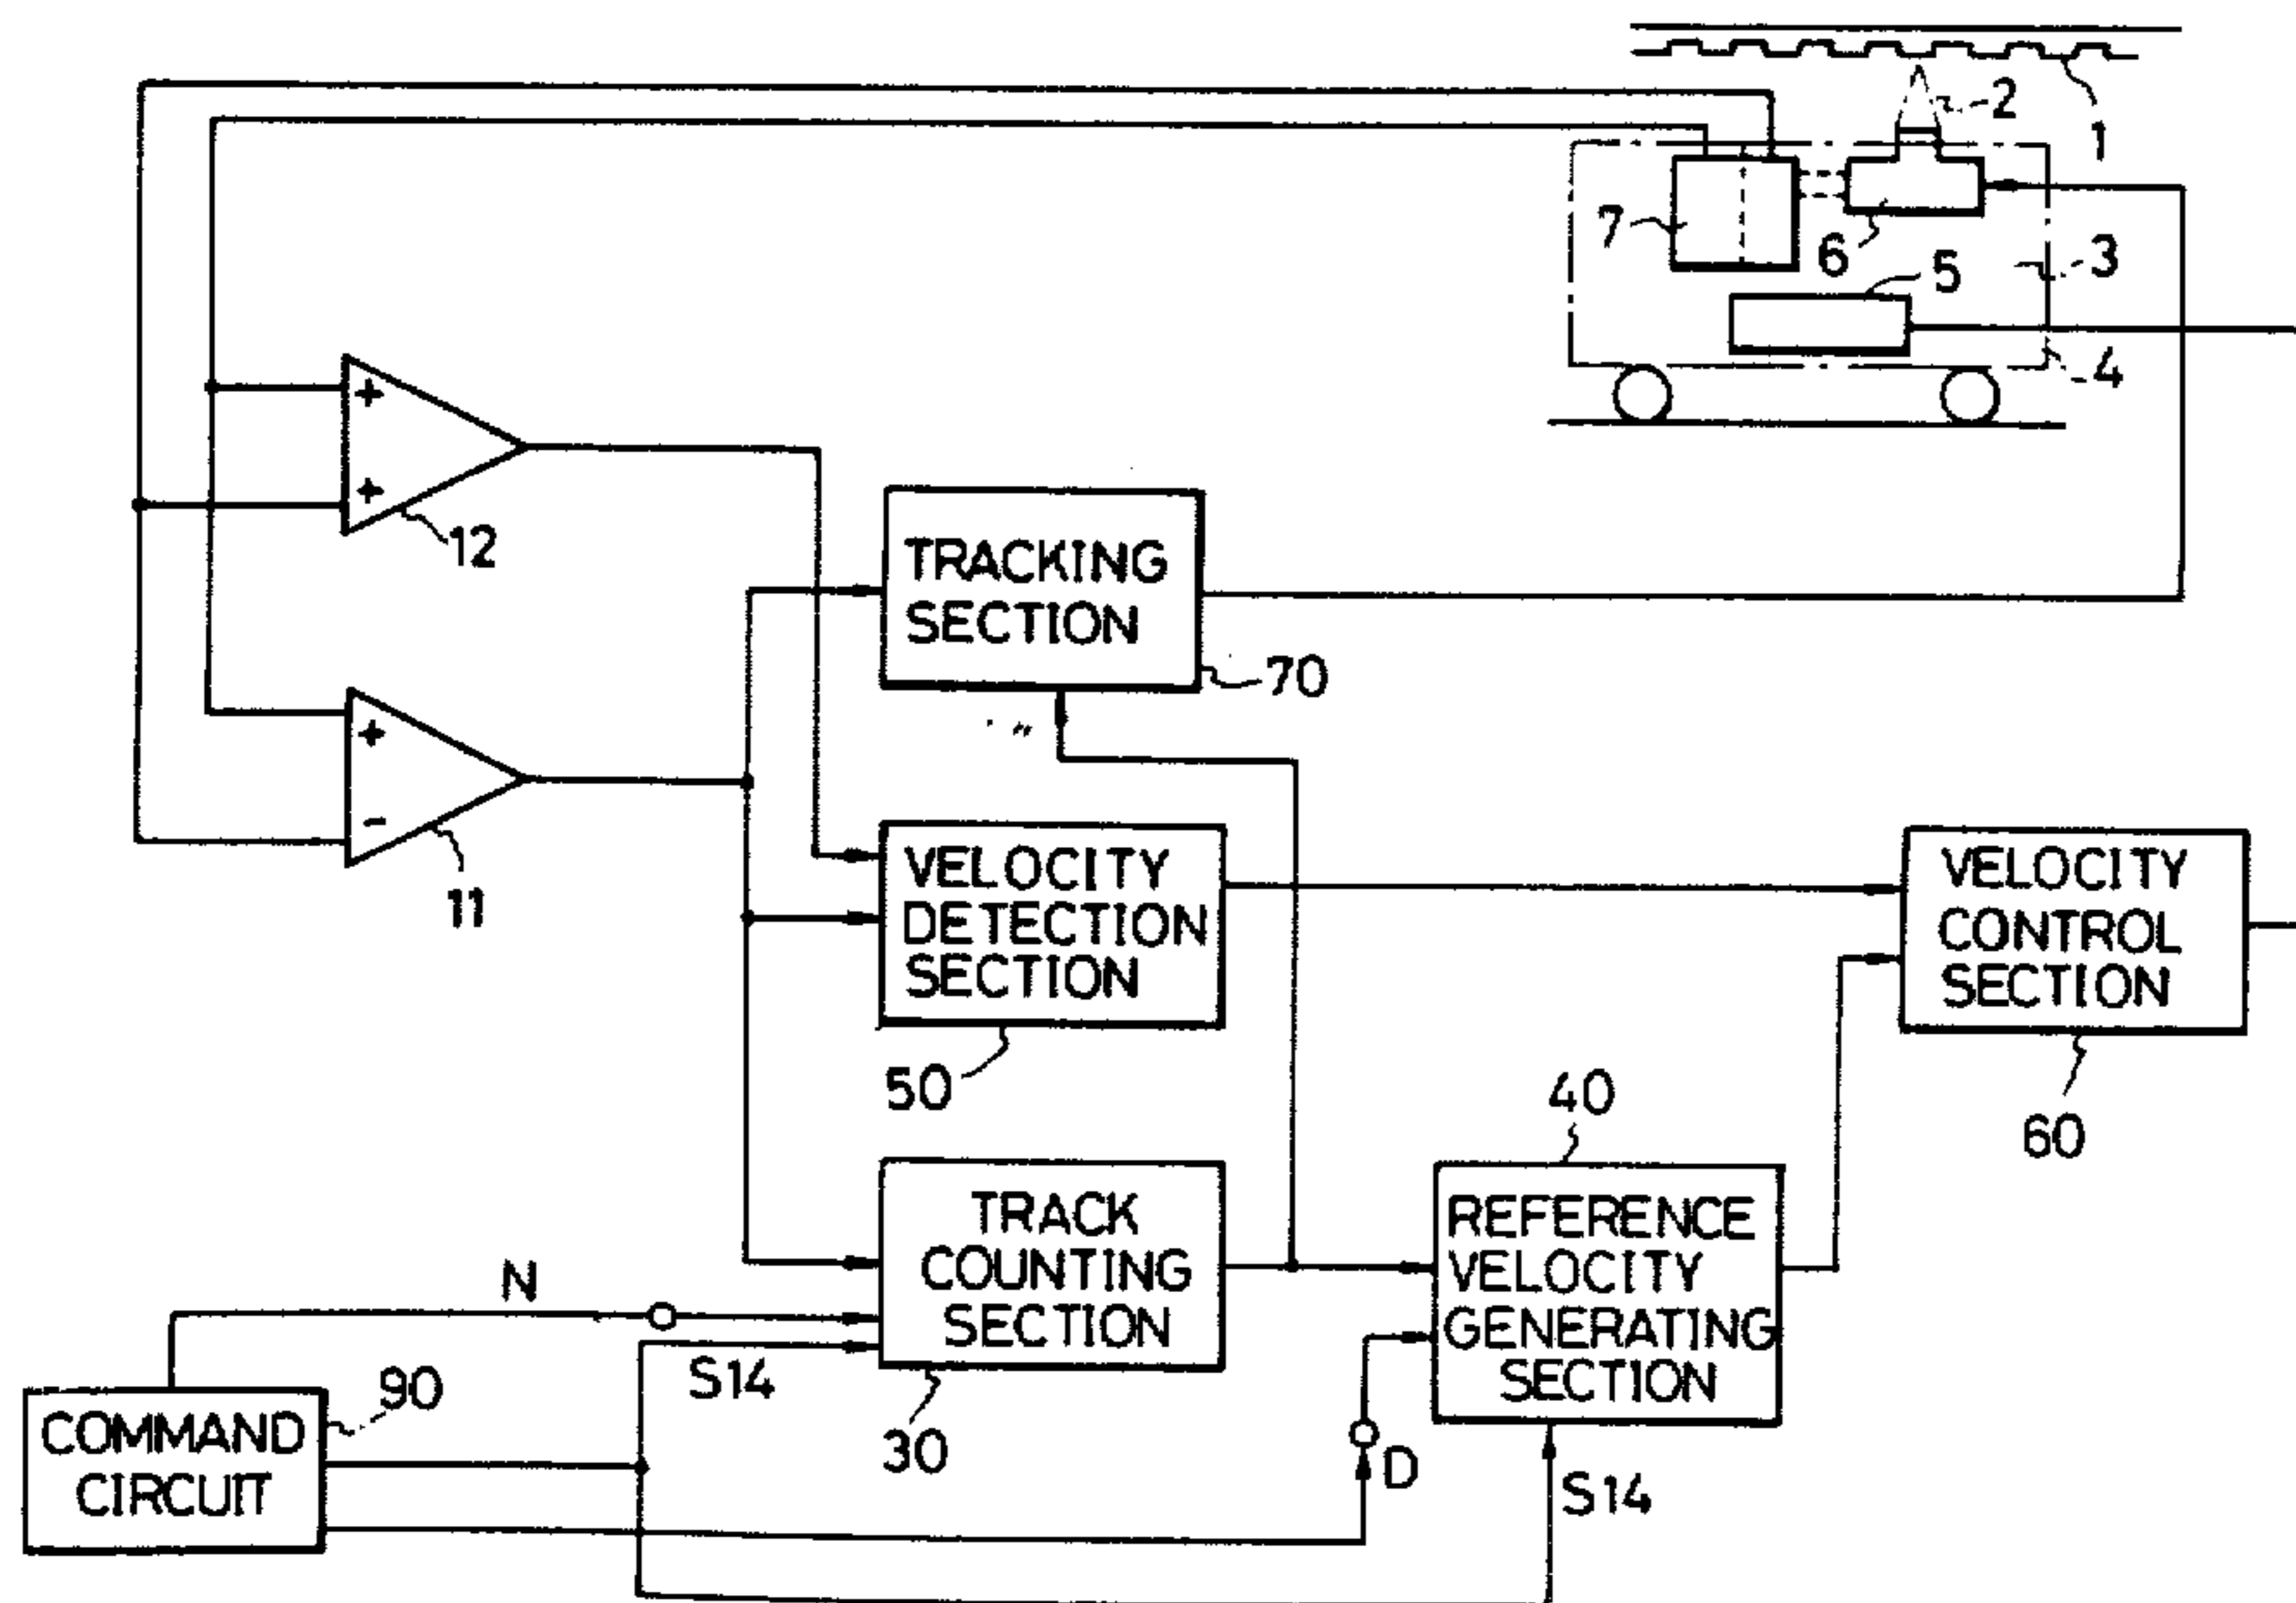 2
1
7
6
5
3
4
+
+
12
TRACKING
SECTION
70
+
-
11
VELOCITY
DETECTION
SECTION
50
VELOCITY
CONTROL
SECTION
60
40
TRACK
COUNTING
SECTION
30
REFERENCE
VELOCITY
GENERATING
SECTION
N
S14
90
COMMAND
CIRCUIT
D
S14